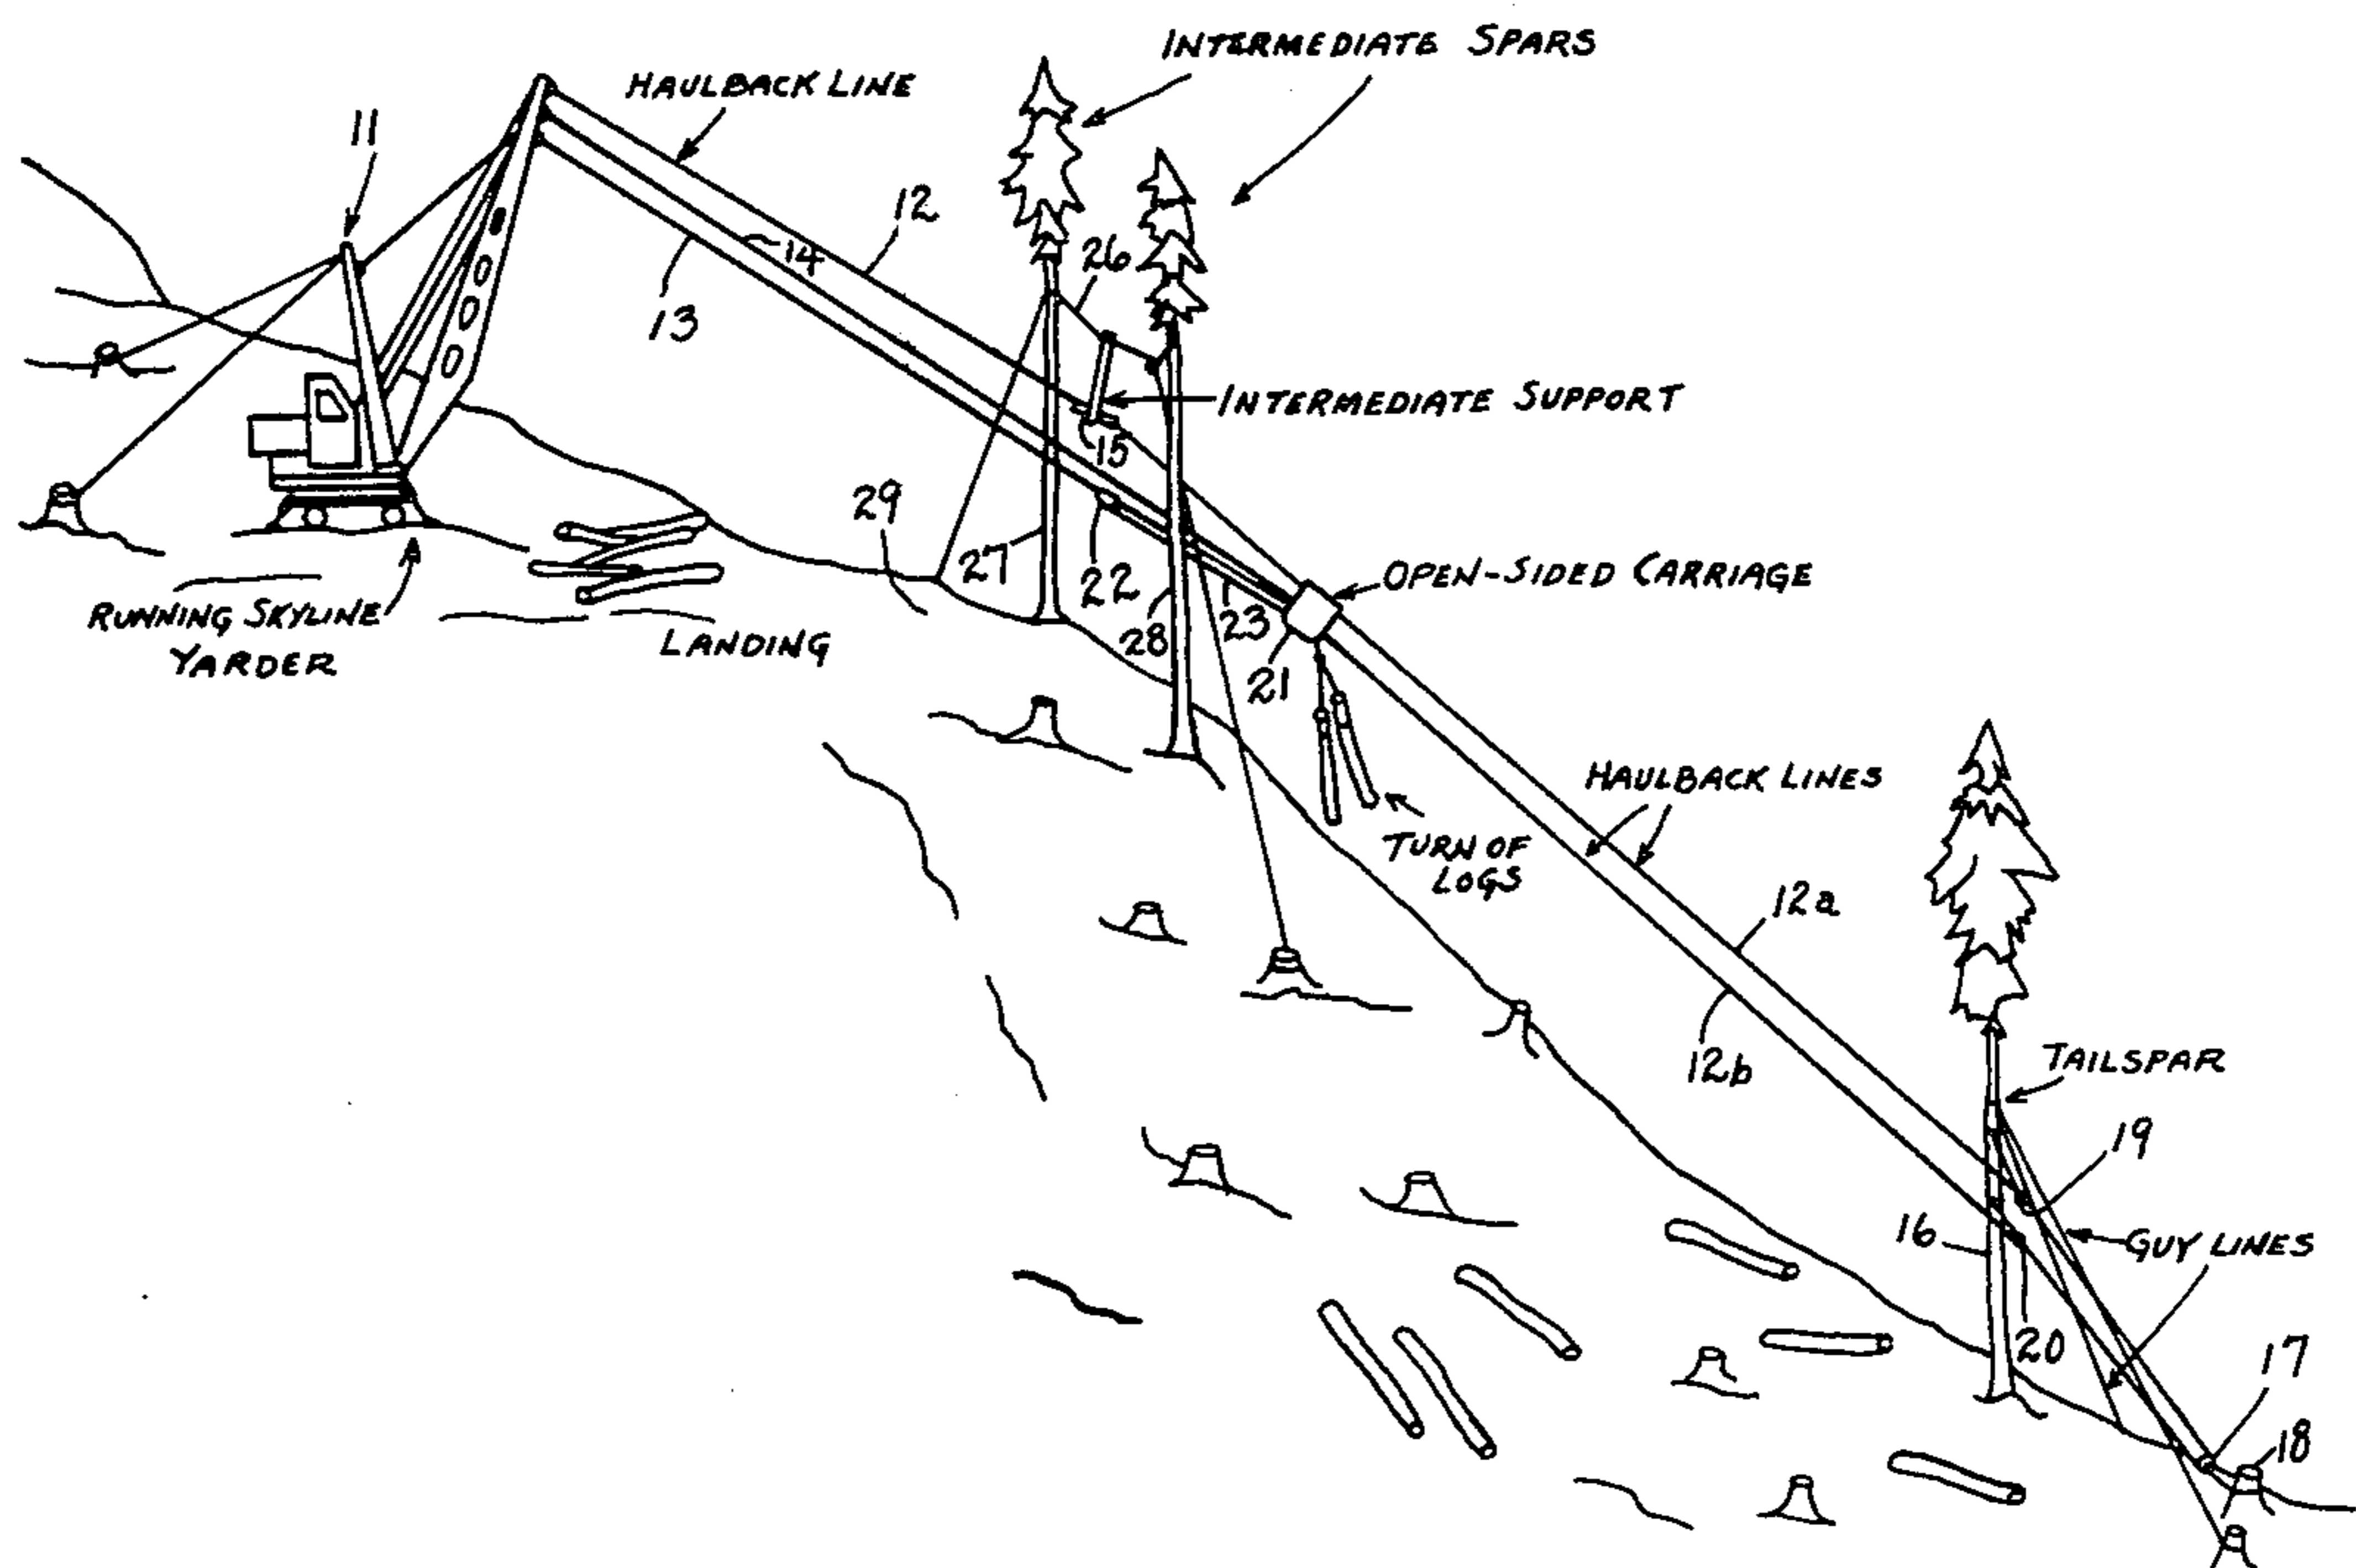 INTERMEDIATE SPARS
HAULBACK LINE
11
12
14
26
13
INTERMEDIATE SUPPORT
15
29
27
22
28
23
OPEN-SIDED CARRIAGE
21
RUNNING SKYLINE
YARDER
LANDING
HAULBACK LINES
TURN OF
LOGS
12a
12b
TAILSPAR
19
16
GUY LINES
20
17
18